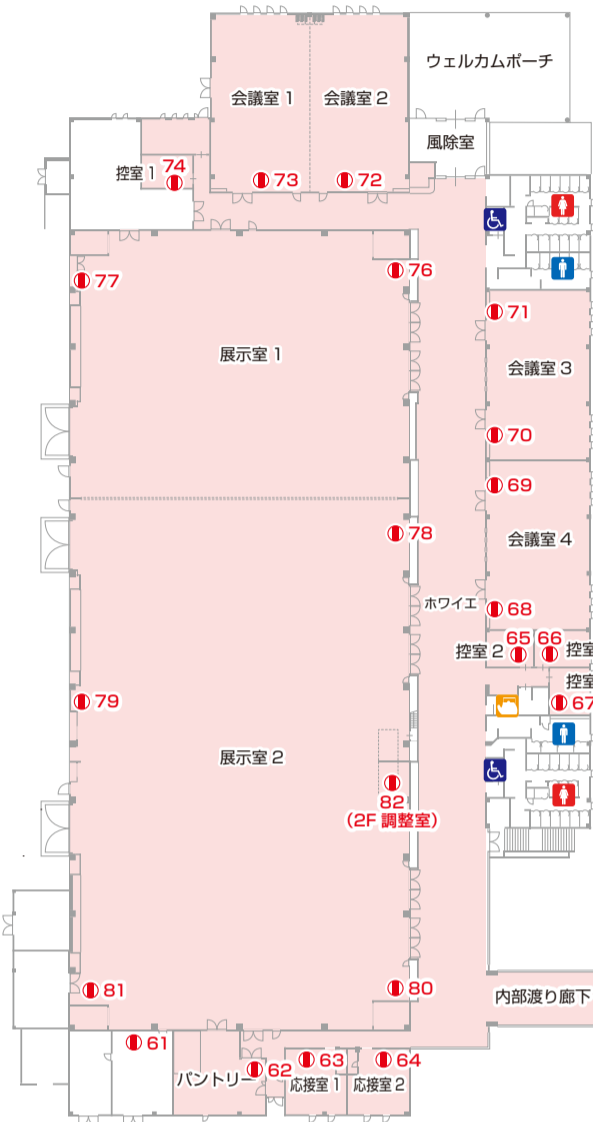 ウェルカムポーチ
会議室 1
会議室 2
風除室
控室 1
74
73
72
77
76
展示室 1
71
会議室 3
70
69
78
会議室 4
ホワイエ
68
控室 2
65
66
控室
控室
67
79
展示室 2
82
(2F 調整室)
81
80
内部渡り廊下
61
パントリー
62
63
応接室 1
64
応接室 2